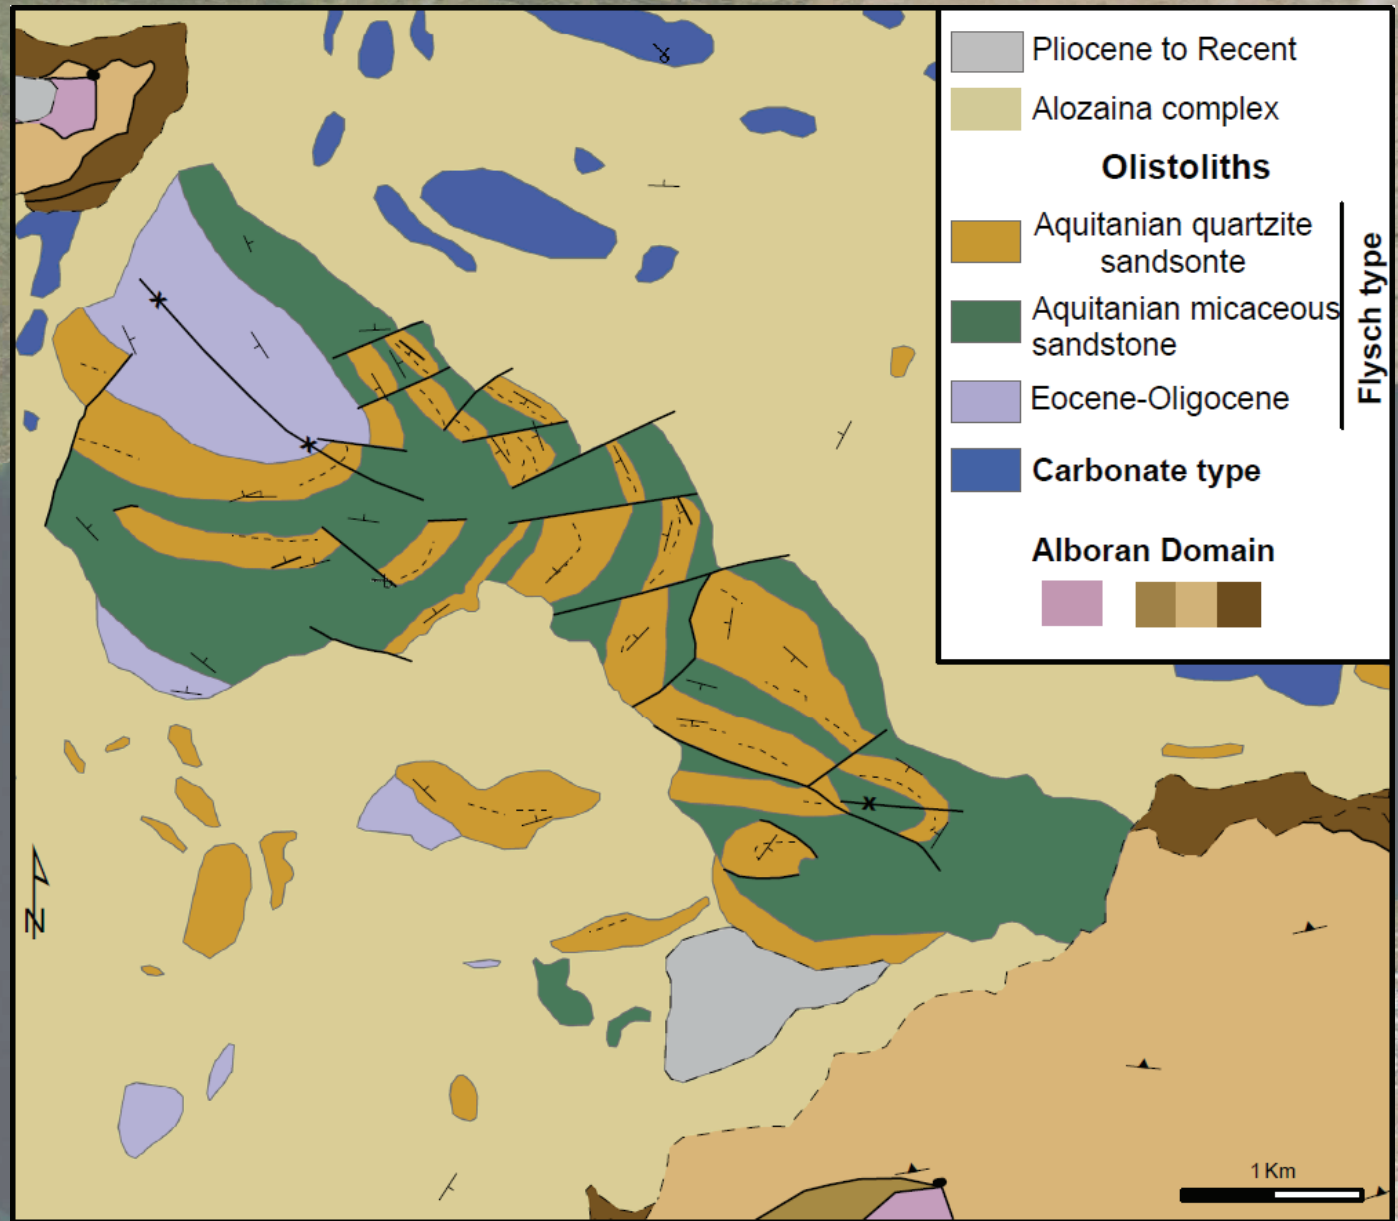 Pliocene to Recent
Alozaina complex
Olistoliths
Aquitanian quartzite
sandsonte
Aquitanian micaceous
sandstone
Eocene-Oligocene
Flysch type
Carbonate type
Alboran Domain
N
1 Km